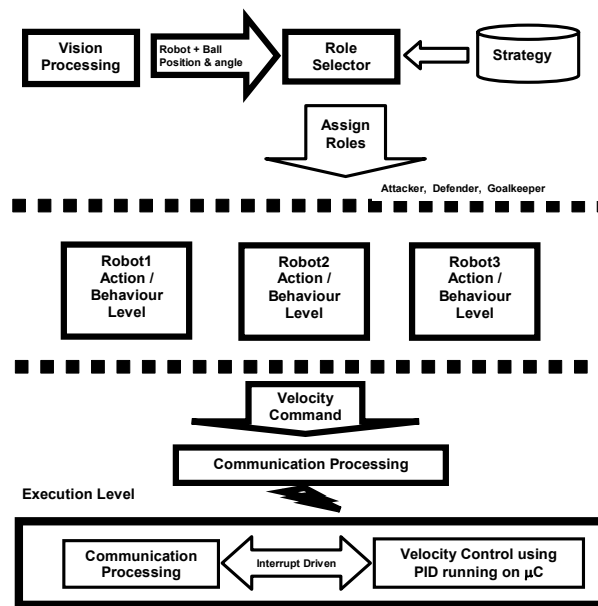 Vision
Processing
Robot + Ball
Position & angle
Role
Selector
Strategy
Assign
Roles
Attacker, Defender, Goalkeeper
Robot1
Action /
Behaviour
Level
Robot2
Action /
Behaviour
Level
Robot3
Action /
Behaviour
Level
Velocity
Command
Communication Processing
Execution Level
Communication
Processing
Interrupt Driven
Velocity Control using
PID running on µC